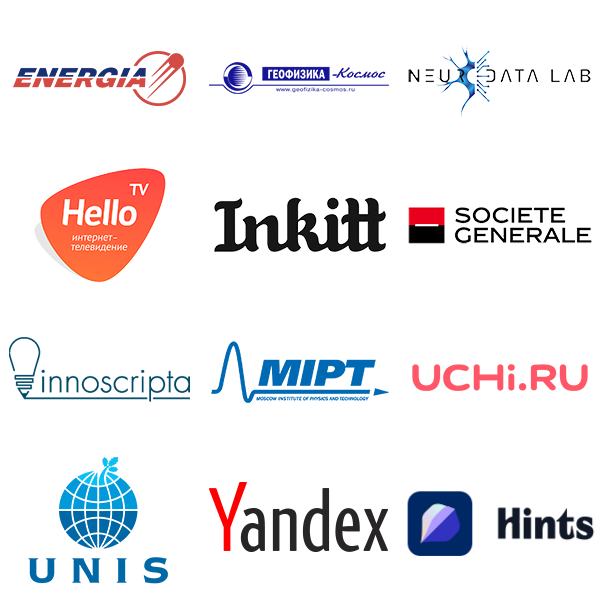 ENERGIA
ГЕОФИЗИКА -Космос
www.geofizika-cosmos.ru
NEURODATA LAB
TV
Hello
интернет-
телевидение
Inkitt
SOCIETE
GENERALE
innoscripta
MIPT
MOSCOW INSTITUTE OF PHYSICS AND TECHNOLOGY
UCHi.RU
UNIS
Yandex
Hints